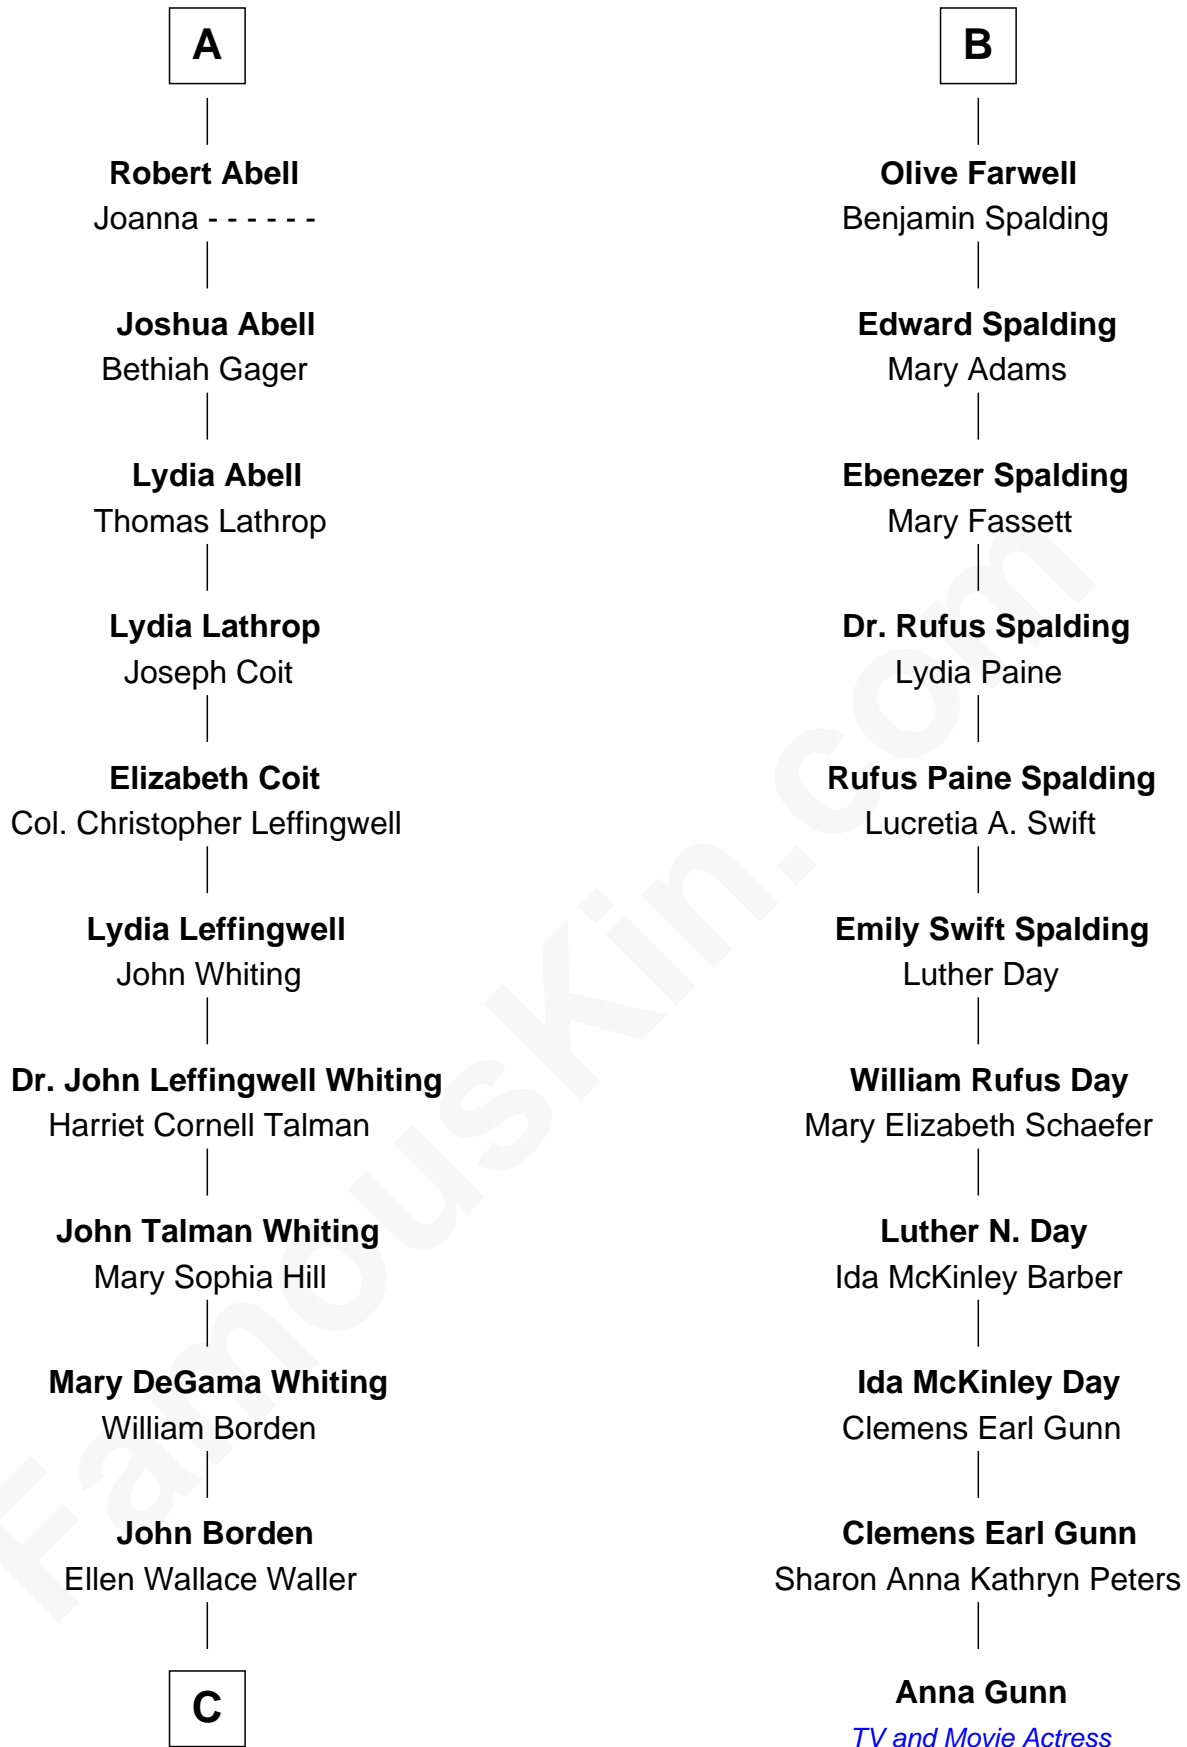 A
Robert Abell
Joanna - - - - - -
Joshua Abell
Bethiah Gager
Lydia Abell
Thomas Lathrop
Lydia Lathrop
Joseph Coit
Elizabeth Coit
Col. Christopher Leffingwell
Lydia Leffingwell
John Whiting
Dr. John Leffingwell Whiting
Harriet Cornell Talman
John Talman Whiting
Mary Sophia Hill
Mary DeGama Whiting
William Borden
John Borden
Ellen Wallace Waller
C
B
Olive Farwell
Benjamin Spalding
Edward Spalding
Mary Adams
Ebenezer Spalding
Mary Fassett
Dr. Rufus Spalding
Lydia Paine
Rufus Paine Spalding
Lucretia A. Swift
Emily Swift Spalding
Luther Day
William Rufus Day
Mary Elizabeth Schaefer
Luther N. Day
Ida McKinley Barber
Ida McKinley Day
Clemens Earl Gunn
Clemens Earl Gunn
Sharon Anna Kathryn Peters
Anna Gunn
TV and Movie Actress
FamousKin.com